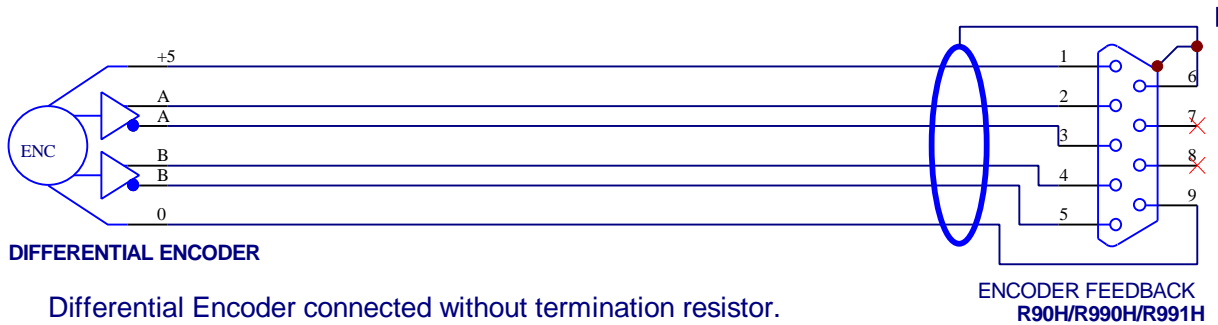 +5
1
6
A
2
A
7
3
ENC
B
8
B
4
9
0
5
DIFFERENTIAL ENCODER
ENCODER FEEDBACK
R90H/R990H/R991H
Differential Encoder connected without termination resistor.